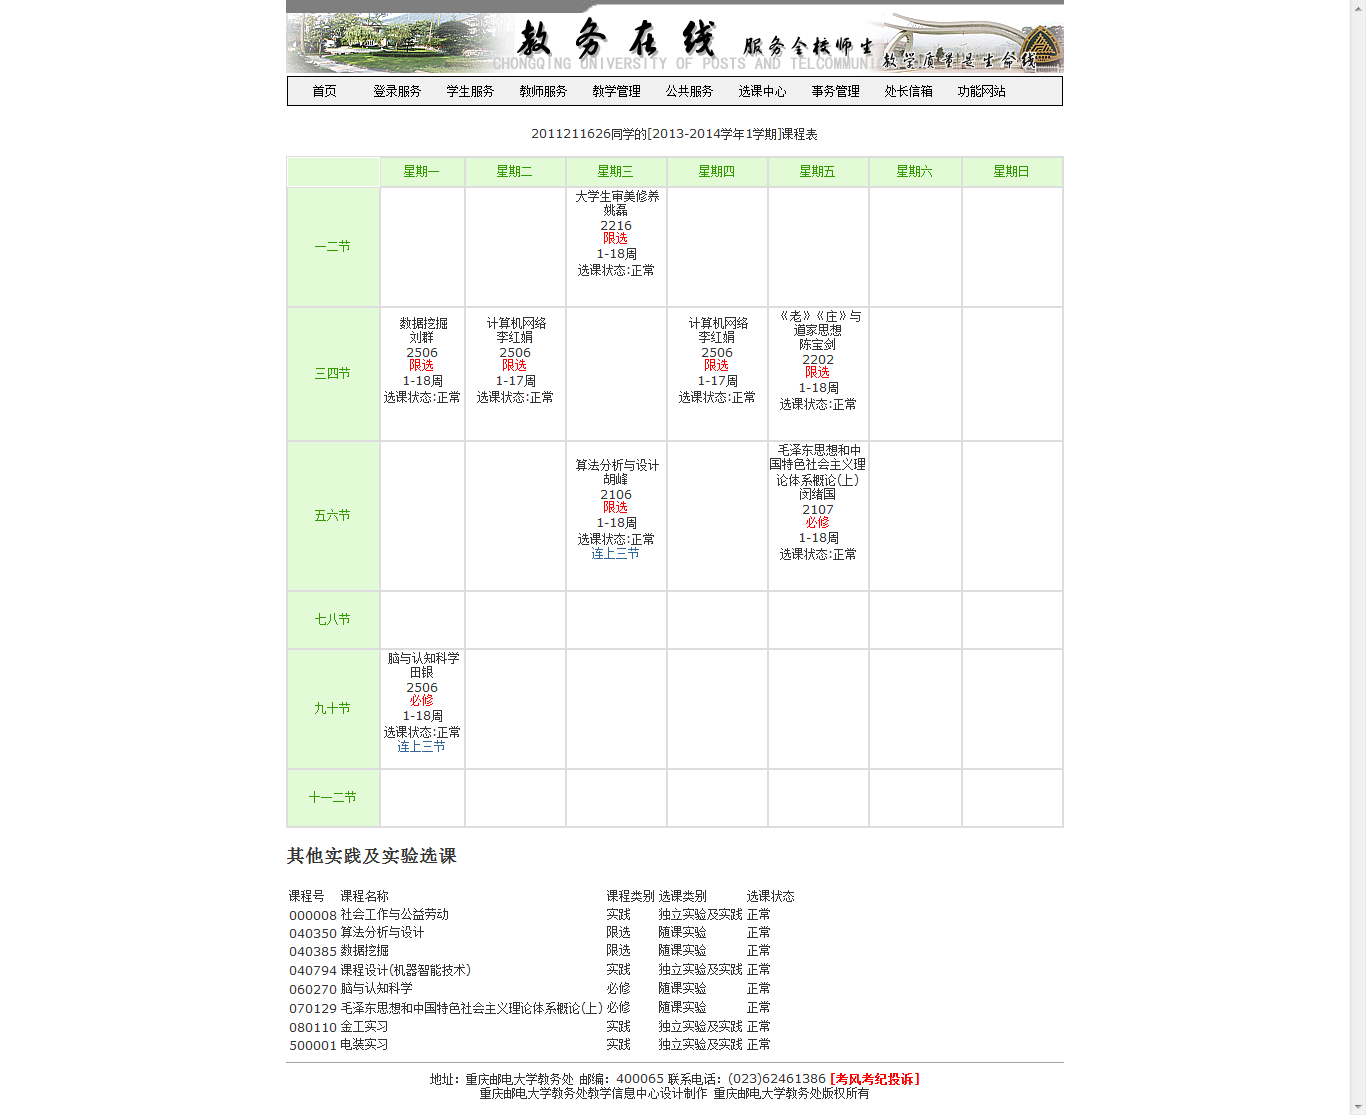 教务在线 服务全校师生
CHONGQING UNIVERSITY OF POSTS AND TELCOMMUNIC
教学质量是生命线
首页 登录服务 学生服务 教师服务 教学管理 公共服务 选课中心 事务管理 处长信箱 功能网站
2011211626同学的[2013-2014学年1学期]课程表
星期一 星期二 星期三 星期四 星期五 星期六 星期日
一二节
大学生审美修养
姚磊
2216
限选
1-18周
选课状态:正常
三四节
数据挖掘
刘群
2506
限选
1-18周
选课状态:正常
计算机网络
李红娟
2506
限选
1-17周
选课状态:正常
计算机网络
李红娟
2506
限选
1-17周
选课状态:正常
《老》《庄》与
道家思想
陈宝剑
2202
限选
1-18周
选课状态:正常
五六节
算法分析与设计
胡峰
2106
限选
1-18周
选课状态:正常
连上三节
毛泽东思想和中
国特色社会主义理
论体系概论(上)
闵绪国
2107
必修
1-18周
选课状态:正常
七八节
九十节
脑与认知科学
田银
2506
必修
1-18周
选课状态:正常
连上三节
十一二节
其他实践及实验选课
课程号 课程名称 课程类别 选课类别 选课状态
000008 社会工作与公益劳动 实践 独立实验及实践 正常
040350 算法分析与设计 限选 随课实验 正常
040385 数据挖掘 限选 随课实验 正常
040794 课程设计(机器智能技术) 实践 独立实验及实践 正常
060270 脑与认知科学 必修 随课实验 正常
070129 毛泽东思想和中国特色社会主义理论体系概论(上) 必修 随课实验 正常
080110 金工实习 实践 独立实验及实践 正常
500001 电装实习 实践 独立实验及实践 正常
地址：重庆邮电大学教务处 邮编：400065 联系电话：(023)62461386 [考风考纪投诉]
重庆邮电大学教务处教学信息中心设计制作 重庆邮电大学教务处版权所有